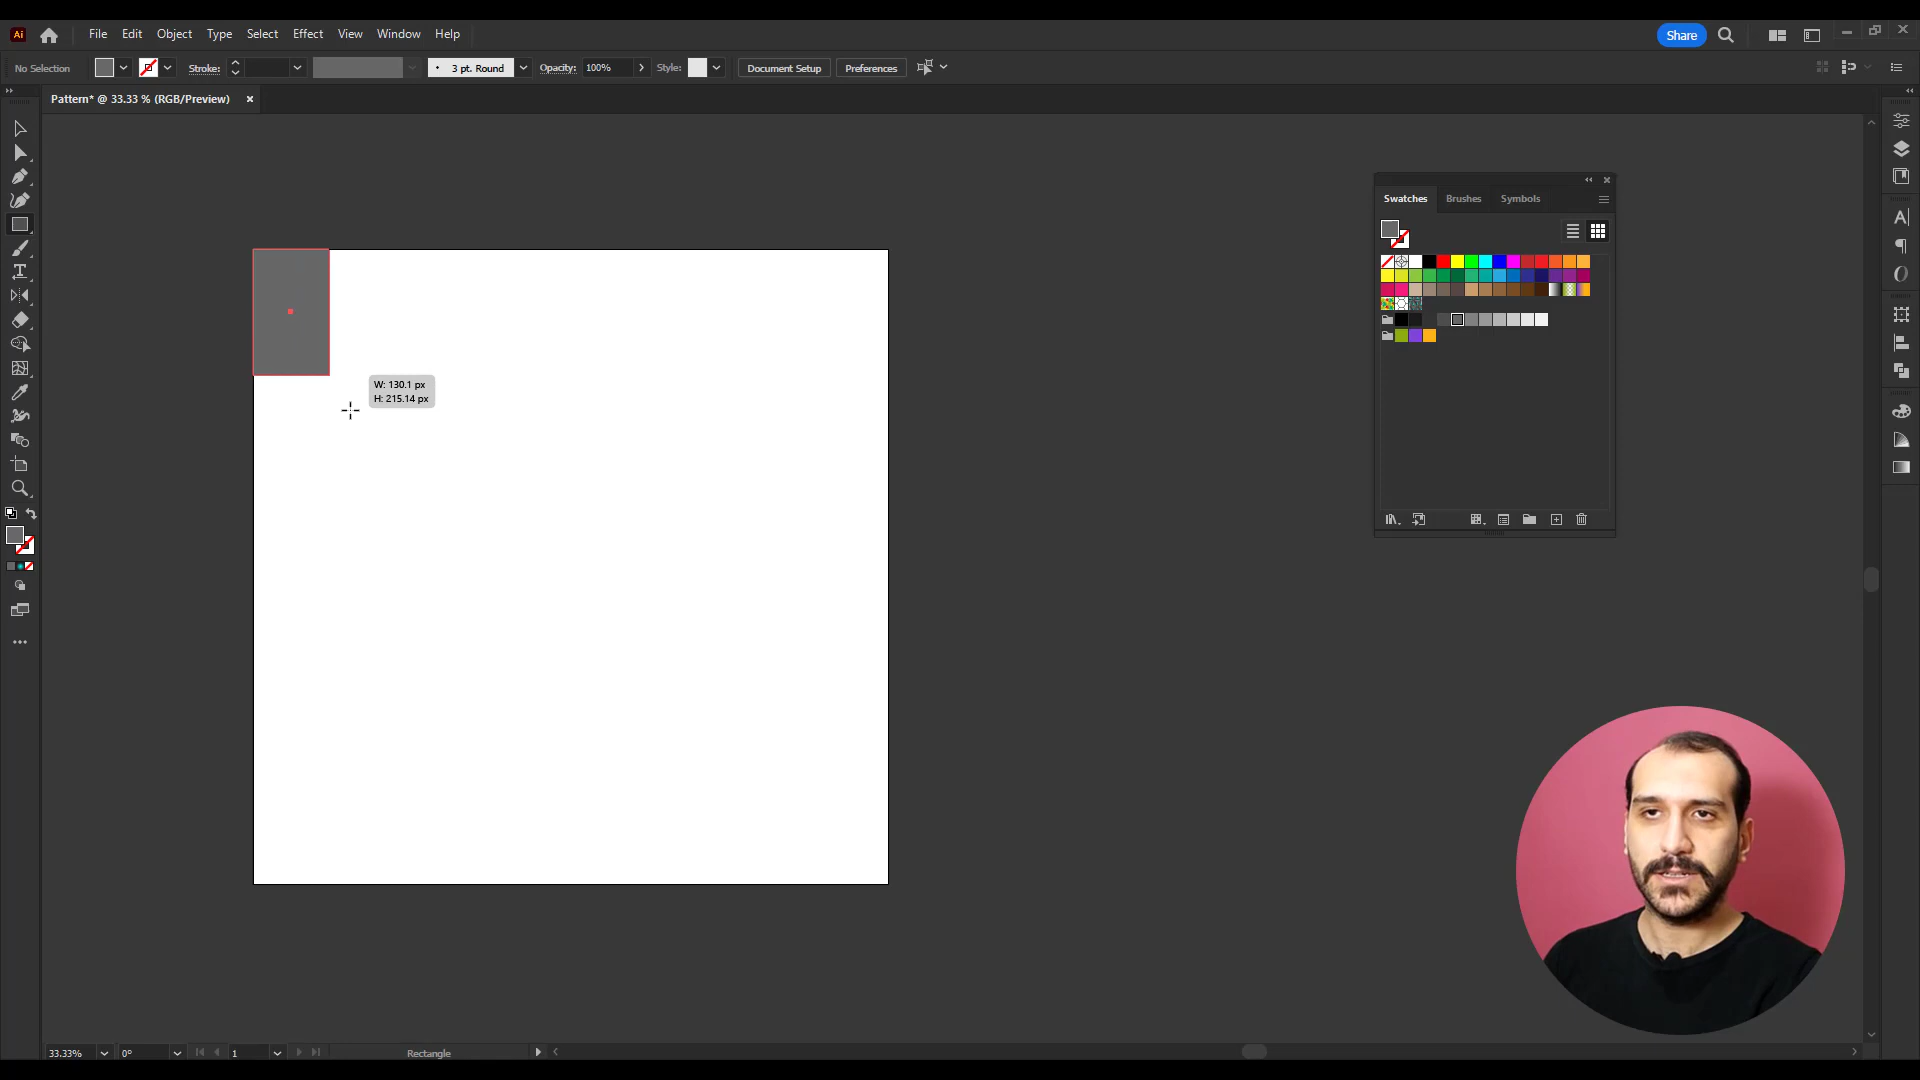 Ai File Edit Object Type Select Effect View Window Help Share
No Selection Stroke: 3 pt. Round Opacity: 100% Style: Document Setup Preferences
Pattern* @ 33.33 % (RGB/Preview)
Swatches Brushes Symbols
W: 130.1 px
H: 215.14 px
33.33% 0° 1 Rectangle